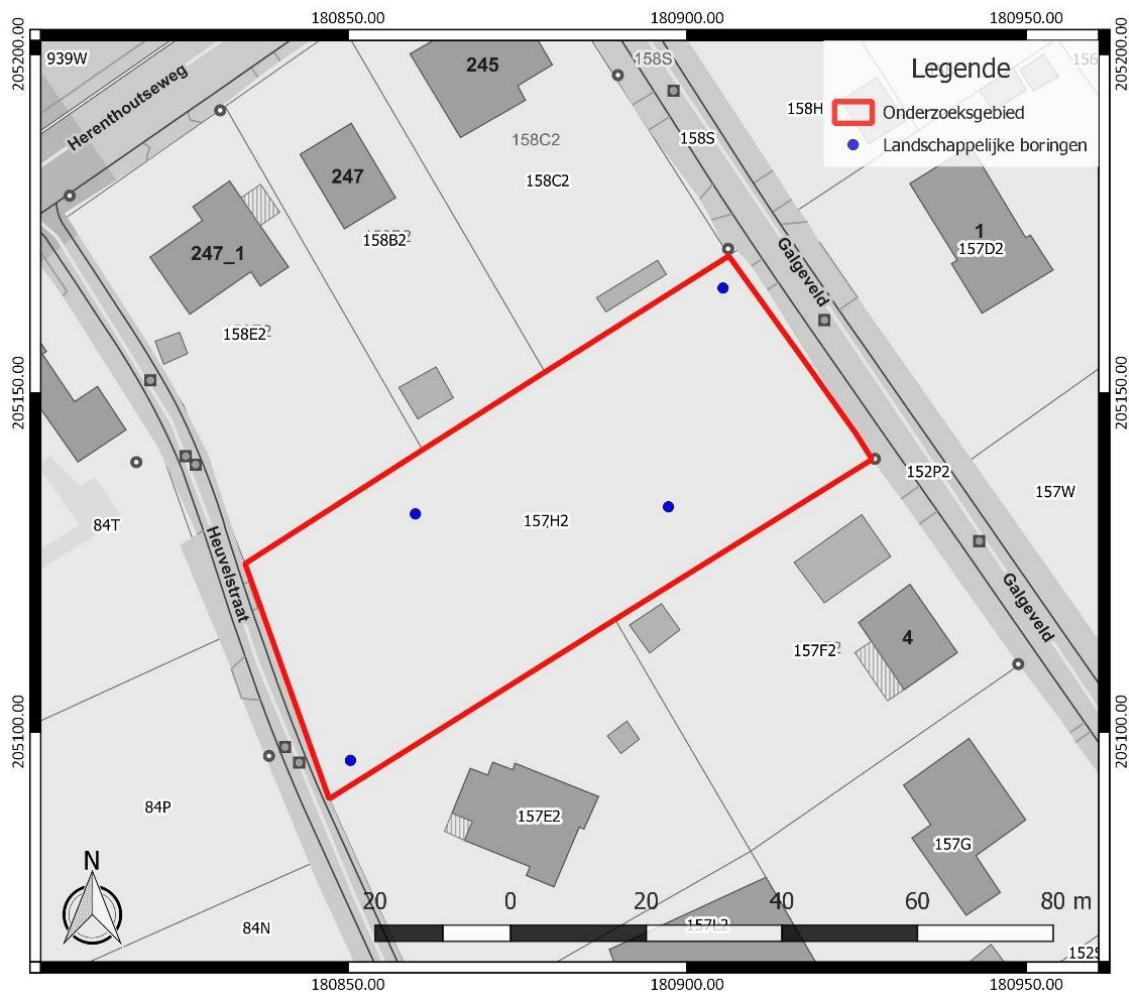 180850.00
180900.00
180950.00
205200.00
205200.00
939W
Herenthoutseweg
245
158S
Legende
Onderzoeksgebied
Landschappelijke boringen
158H
158S
158C2
158C2
247
158B2
247_1
158E2
Galgeveld
1
157D2
205150.00
205150.00
152P2
157W
84T
157H2
Heuvelstraat
Galgeveld
157F2
4
205100.00
205100.00
84P
157E2
157G
N
20 0 20 40 60 80 m
84N
157L2
180850.00
180900.00
180950.00